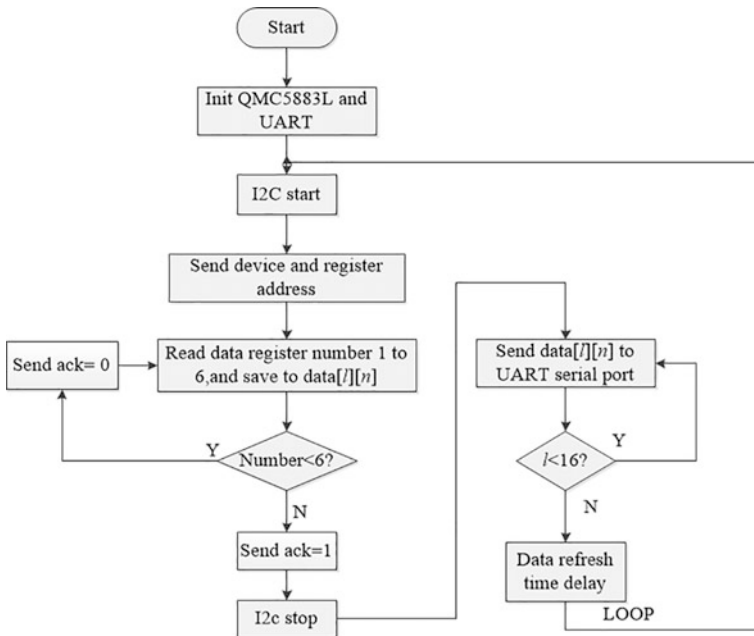 Start
Init QMC5883L and
UART
I2C start
Send device and register
address
Send ack= 0
Read data register number 1 to
6,and save to data[l][n]
Y
Number<6?
N
Send ack=1
I2c stop
Send data[l][n] to
UART serial port
l<16?
Y
N
Data refresh
time delay
LOOP